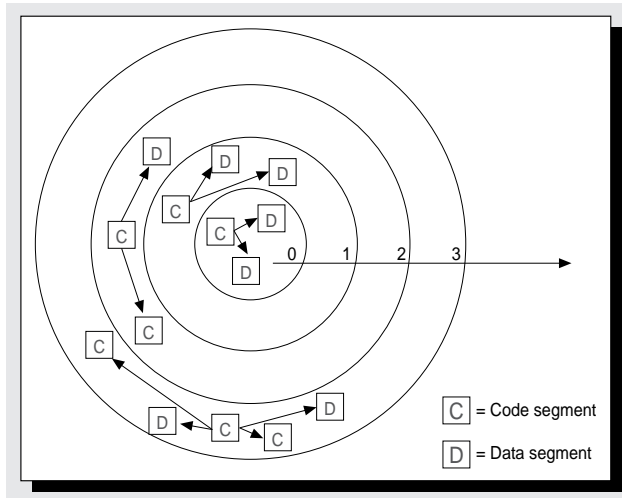 D
D
D
C
C
D
C
0 1 2 3
D
C
C
D
D
C
C
C = Code segment
D = Data segment